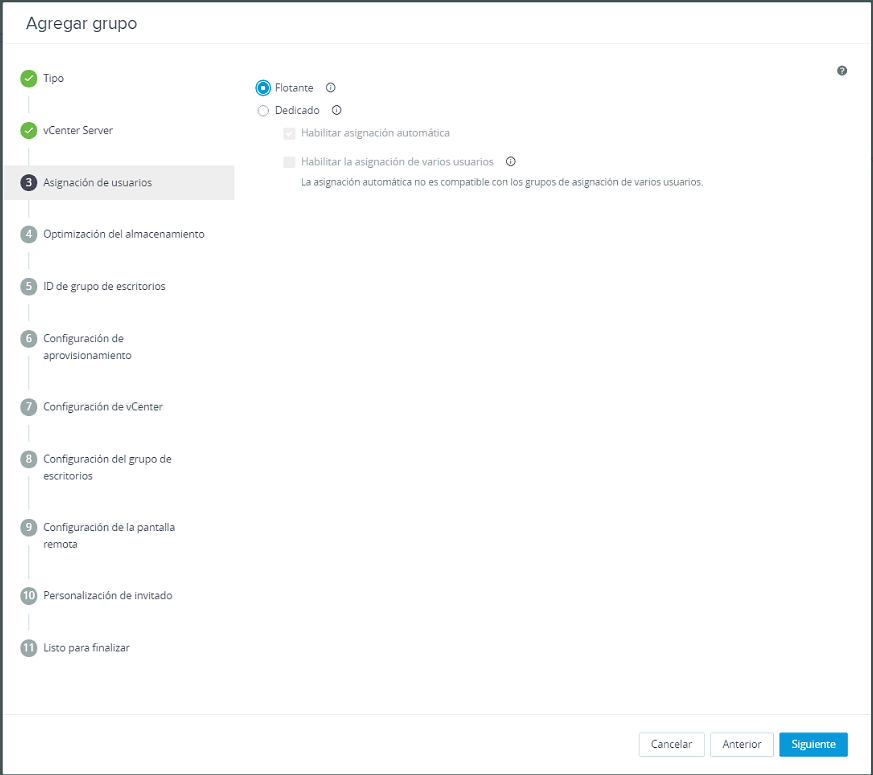 Agregar grupo
Tipo
vCenter Server
3 Asignación de usuarios
4 Optimización del almacenamiento
5 ID de grupo de escritorios
6 Configuración de
aprovisionamiento
7 Configuración de vCenter
8 Configuración del grupo de
escritorios
9 Configuración de la pantalla
remota
10 Personalización de invitado
11 Listo para finalizar
?
Flotante
Dedicado
Habilitar asignación automática
Habilitar la asignación de varios usuarios
La asignación automática no es compatible con los grupos de asignación de varios usuarios.
Cancelar
Anterior
Siguiente